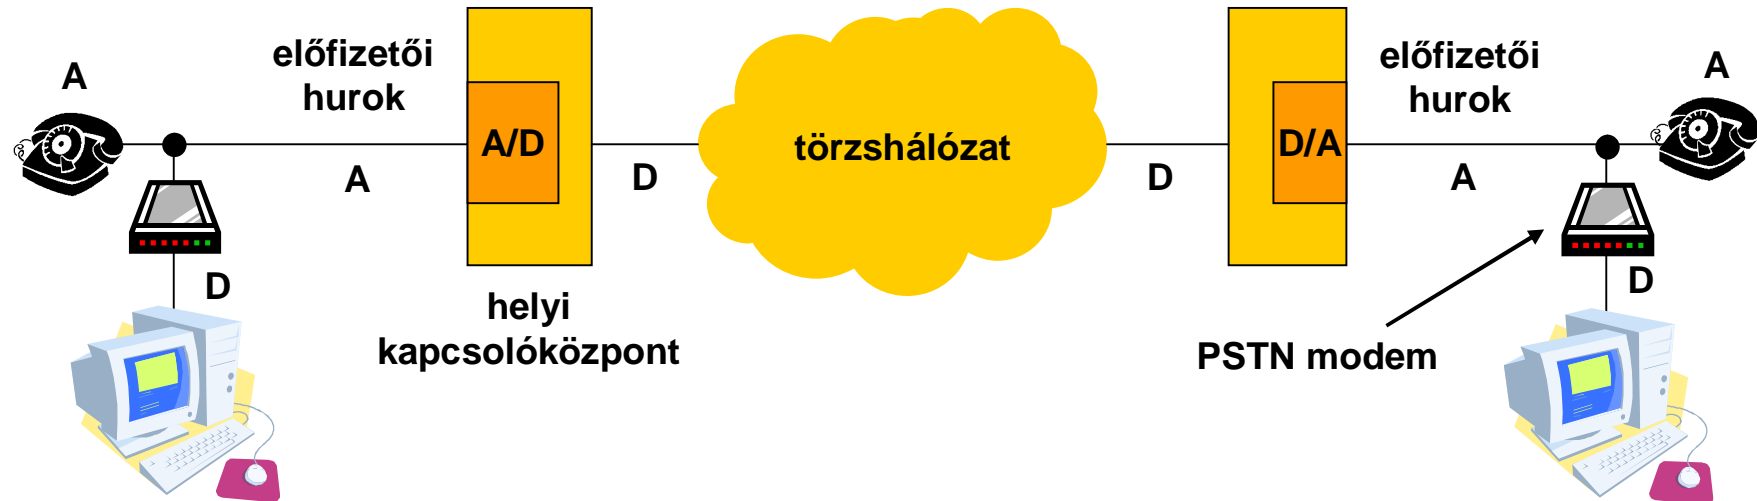 A
előfizetői
hurok
A/D
A
D
D
helyi
kapcsolóközpont
törzshálózat
D
D/A
előfizetői
hurok
A
A
D
PSTN modem